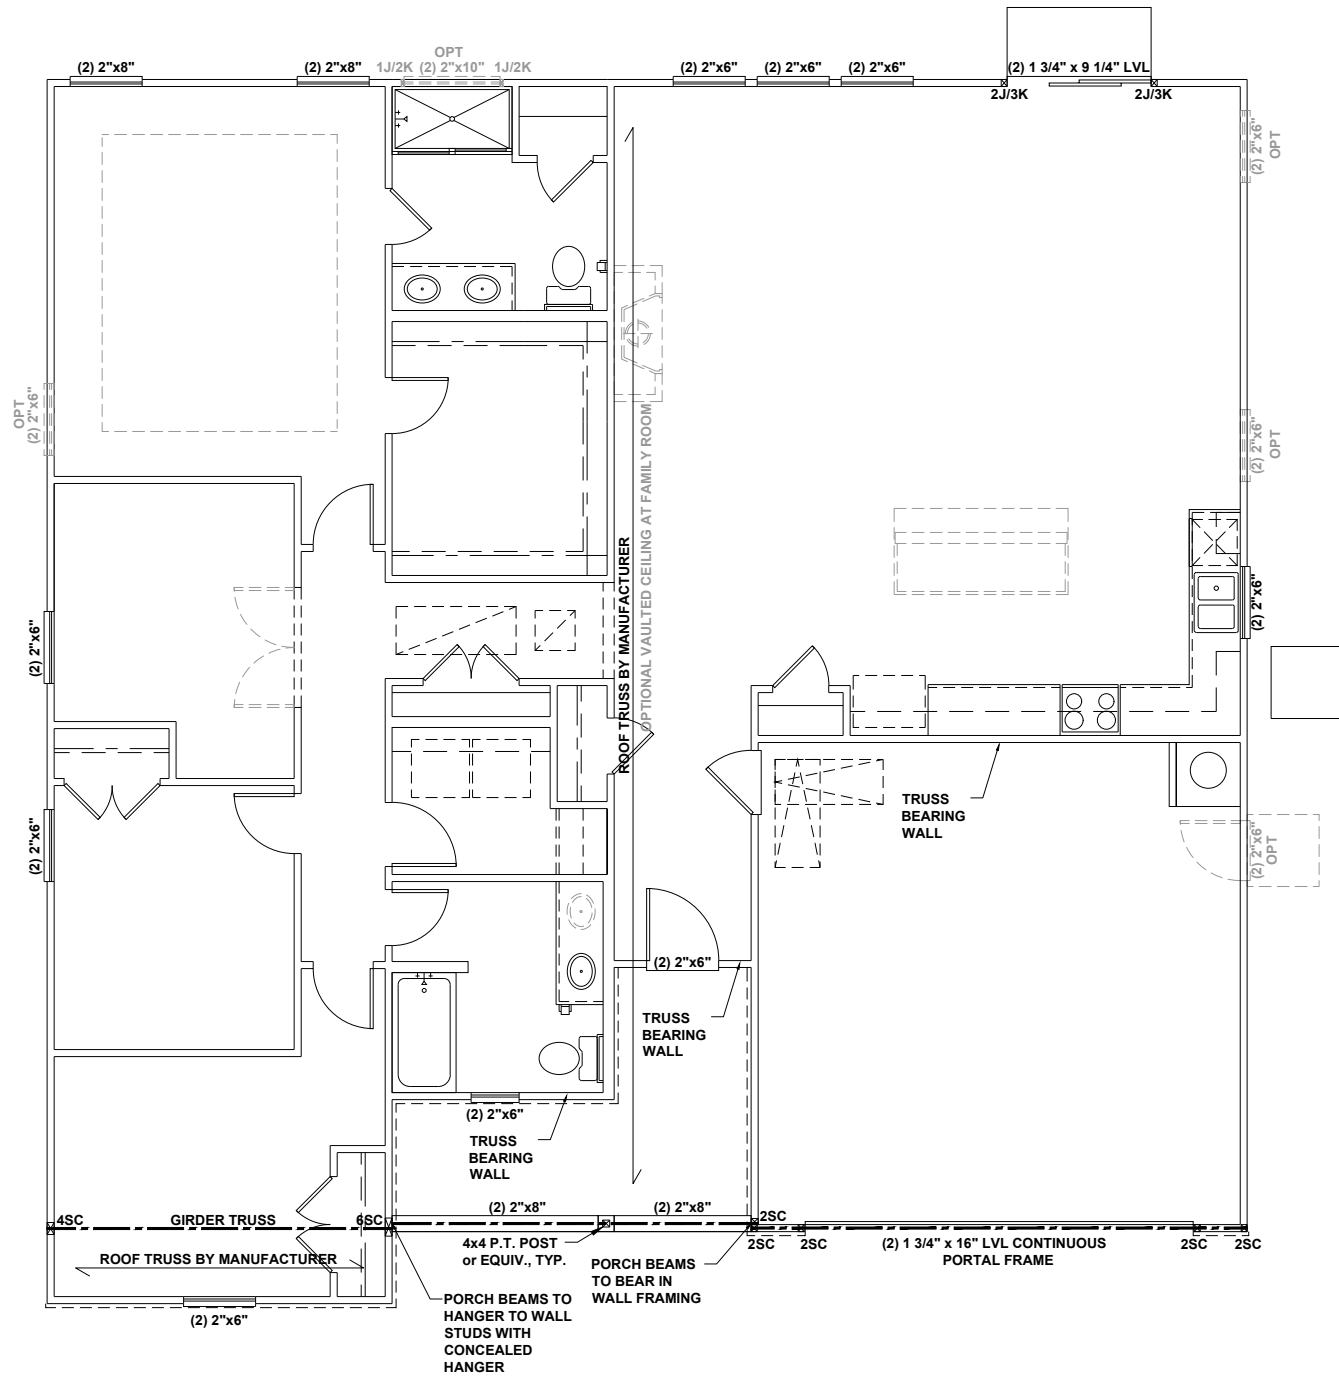 OPT
(2) 2"x8"
(2) 2"x8"
1J/2K
(2) 2"x10"
1J/2K
(2) 2"x6"
(2) 2"x6"
(2) 2"x6"
(2) 1 3/4" x 9 1/4" LVL
2J/3K
2J/3K
(2) 2"x6"
OPT
OPT
(2) 2"x6"
(2) 2"x6"
OPT
ROOF TRUSS BY MANUFACTURER
OPTIONAL VAULTED CEILING AT FAMILY ROOM
(2) 2"x6"
(2) 2"x6"
TRUSS
BEARING
WALL
(2) 2"x6"
(2) 2"x6"
OPT
(2) 2"x6"
TRUSS
BEARING
WALL
(2) 2"x6"
TRUSS
BEARING
WALL
4SC
GIRDER TRUSS
6SC
(2) 2"x8"
(2) 2"x8"
2SC
4x4 P.T. POST
or EQUIV., TYP.
2SC
2SC
(2) 1 3/4" x 16" LVL CONTINUOUS
PORTAL FRAME
2SC
2SC
ROOF TRUSS BY MANUFACTURER
PORCH BEAMS
TO BEAR IN
WALL FRAMING
PORCH BEAMS TO
HANGER TO WALL
STUDS WITH
CONCEALED
HANGER
(2) 2"x6"